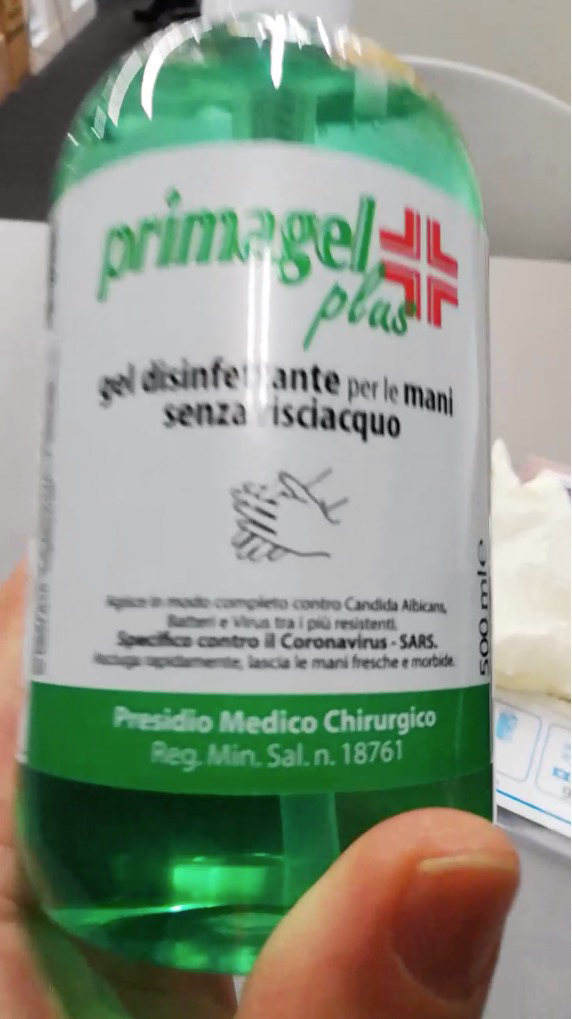 primagel
plus
gel disinfettante per le mani
senza risciacquo
Agisce in modo completo contro Candida Albicans,
Batteri e Virus tra i più resistenti.
Specifico contro il Coronavirus - SARS.
Asciuga rapidamente, lascia le mani fresche e morbide.
500 ml e
Presidio Medico Chirurgico
Reg. Min. Sal. n. 18761